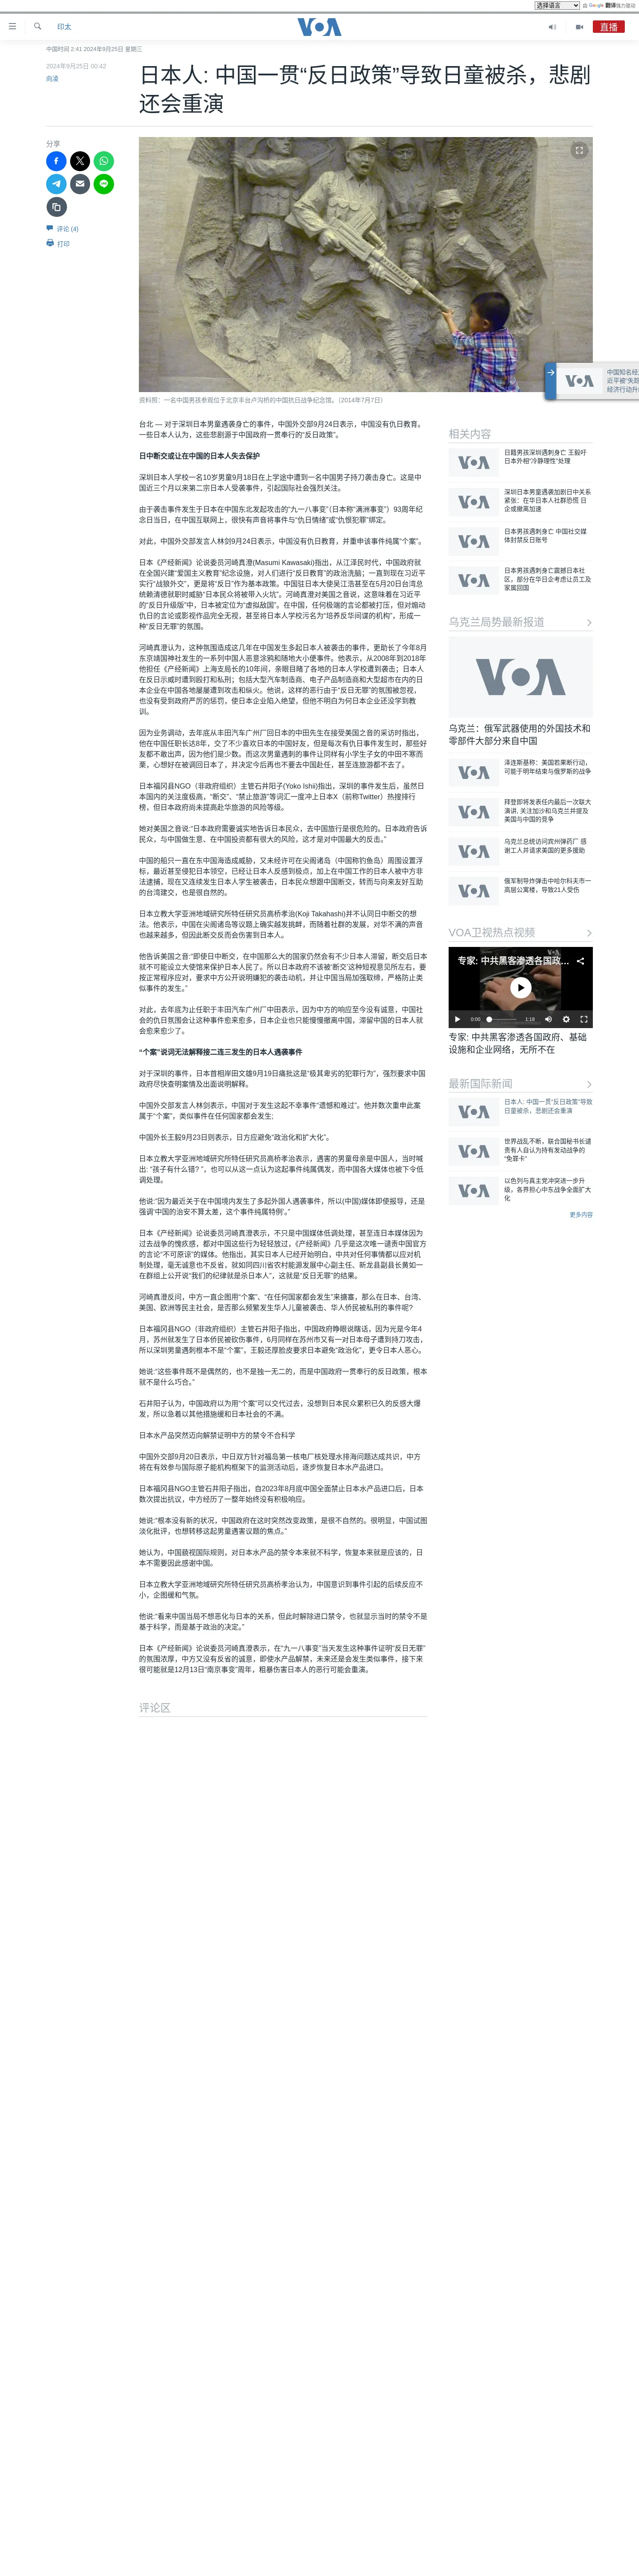 选择语言
由 Google 翻译强力驱动
印太
VOA
直播
中国时间 2:41 2024年9月25日 星期三
2024年9月25日 00:42
向凌
日本人: 中国一贯“反日政策”导致日童被杀，悲剧
还会重演
分享
评论 (4)
打印
资料照：一名中国男孩参观位于北京丰台卢沟桥的中国抗日战争纪念馆。（2014年7月7日）
台北 — 对于深圳日本男童遇袭身亡的事件，中国外交部9月24日表示，中国没有仇日教育。
一些日本人认为，这些悲剧源于中国政府一贯奉行的“反日政策”。
日中断交或让在中国的日本人失去保护
深圳日本人学校一名10岁男童9月18日在上学途中遭到一名中国男子持刀袭击身亡。这是中
国近三个月以来第二宗日本人受袭事件，引起国际社会强烈关注。
由于袭击事件发生于日本在中国东北发起攻击的“九一八事变”（日本称“满洲事变”）93周年纪
念日当日，在中国互联网上，很快有声音将事件与“仇日情绪”或“仇恨犯罪”绑定。
对此，中国外交部发言人林剑9月24日表示，中国没有仇日教育，并重申该事件纯属“个案”。
日本《产经新闻》论说委员河崎真澄(Masumi Kawasaki)指出，从江泽民时代，中国政府就
在全国兴建“爱国主义教育”纪念设施，对人们进行“反日教育”的政治洗脑；一直到现在习近平
实行“战狼外交”，更是将“反日”作为基本政策。中国驻日本大使吴江浩甚至在5月20日台湾总
统赖清德就职时威胁“日本民众将被带入火坑”。河崎真澄对美国之音说，这意味着在习近平
的“反日升级版”中，日本被定位为“虚拟敌国”。在中国，任何极端的言论都被打压，但对煽动
仇日的言论或影视作品完全无视，甚至将日本人学校污名为“培养反华间谍的机构”，形成一
种“反日无罪”的氛围。
河崎真澄认为，这种氛围造成这几年在中国发生多起日本人被袭击的事件，更助长了今年8月
东京靖国神社发生的一系列中国人恶意涂鸦和随地大小便事件。他表示，从2008年到2018年
他担任《产经新闻》上海支局长的10年间，亲眼目睹了各地的日本人学校遭到袭击；日本人
在反日示威时遭到毆打和私刑；包括大型汽车制造商、电子产品制造商和大型超市在内的日
本企业在中国各地屡屡遭到攻击和纵火。他说，这样的恶行由于“反日无罪”的氛围被忽视，
也没有受到政府严厉的惩罚，使日本企业陷入绝望，但他不明白为何日本企业还没学到教
训。
因为业务调动，去年底从丰田汽车广州厂回日本的中田先生在接受美国之音的采访时指出，
他在中国任职长达8年，交了不少喜欢日本的中国好友，但是每次有仇日事件发生时，那些好
友都不敢出声，因为他们是少数。而这次男童遇刺的事件让同样有小学生子女的中田不寒而
栗，心想好在被调回日本了，并决定今后再也不要去中国赴任，甚至连旅游都不去了。
日本福冈县NGO（非政府组织）主管石井阳子(Yoko Ishii)指出，深圳的事件发生后，虽然日
本国内的关注度极高，“断交”、“禁止旅游”等词汇一度冲上日本X（前称Twitter）热搜排行
榜，但日本政府尚未提高赴华旅游的风险等级。
她对美国之音说:“日本政府需要诚实地告诉日本民众，去中国旅行是很危险的。日本政府告诉
民众，与中国做生意、在中国投资都有很大的风险，这才是对中国最大的反击。”
中国的船只一直在东中国海造成威胁，又未经许可在尖阁诸岛（中国称钓鱼岛）周围设置浮
标，最近甚至侵犯日本领空，已经让日本人反感到极点，加上在中国工作的日本人被中方非
法逮捕，现在又连续发生日本人学生被袭击，日本民众想跟中国断交，转而与向来友好互助
的台湾建交，也是很自然的。
日本立教大学亚洲地域研究所特任研究员高桥孝治(Koji Takahashi)并不认同日中断交的想
法。他表示，中国在尖阁诸岛等议题上确实越发挑衅，而随着社群的发展，对华不满的声音
也越来越多，但因此断交反而会伤害到日本人。
他告诉美国之音:“即使日中断交，在中国那么大的国家仍然会有不少日本人滞留，断交后日本
就不可能设立大使馆来保护日本人民了。所以日本政府不该被‘断交’这种短视意见所左右，要
按正常程序应对，要求中方公开说明嫌犯的袭击动机，并让中国当局加强取缔，严格防止类
似事件的发生。”
对此，去年底为止任职于丰田汽车广州厂中田表示，因为中方的响应至今没有诚意，中国社
会的仇日氛围会让这种事件愈来愈多，日本企业也只能慢慢撤离中国，滞留中国的日本人就
会愈来愈少了。
“个案”说词无法解释接二连三发生的日本人遇袭事件
对于深圳的事件，日本首相岸田文雄9月19日痛批这是“极其卑劣的犯罪行为”，强烈要求中国
政府尽快查明案情及出面说明解释。
中国外交部发言人林剑表示，中国对于发生这起不幸事件“遗憾和难过”。他并数次重申此案
属于“个案”，类似事件在任何国家都会发生;
中国外长王毅9月23日则表示，日方应避免“政治化和扩大化”。
日本立教大学亚洲地域研究所特任研究员高桥孝治表示，遇害的男童母亲是中国人，当时喊
出: “孩子有什么错? ”，也可以从这一点认为这起事件纯属偶发，而中国各大媒体也被下令低
调处理。
他说:“因为最近关于在中国境内发生了多起外国人遇袭事件，所以(中国)媒体即使报导，还是
强调‘中国的治安不算太差，这个事件纯属特例’。”
日本《产经新闻》论说委员河崎真澄表示，不只是中国媒体低调处理，甚至连日本媒体因为
过去战争的愧疚感，都对中国这些行为轻轻放过，《产经新闻》几乎是这次唯一谴责中国官方
的言论“不可原谅”的媒体。他指出，其实日本人已经开始明白，中共对任何事情都以应对机
制处理，毫无诚意也不反省，就如同四川省农村能源发展中心副主任、新龙县副县长黄如一
在群组上公开说“我们的纪律就是杀日本人”，这就是“反日无罪”的结果。
河崎真澄反问，中方一直企图用“个案”、“在任何国家都会发生”来搪塞，那么在日本、台湾、
美国、欧洲等民主社会，是否那么频繁发生华人儿童被袭击、华人侨民被私刑的事件呢?
日本福冈县NGO（非政府组织）主管石井阳子指出，中国政府睁眼说瞎话，因为光是今年4
月，苏州就发生了日本侨民被砍伤事件，6月同样在苏州市又有一对日本母子遭到持刀攻击，
所以深圳男童遇刺根本不是“个案”，王毅还厚脸皮要求日本避免“政治化”，更令日本人恶心。
她说:“这些事件既不是偶然的，也不是独一无二的，而是中国政府一贯奉行的反日政策，根本
就不是什么巧合。”
石井阳子认为，中国政府以为用“个案”可以交代过去，没想到日本民众累积已久的反感大爆
发，所以急着以其他措施缓和日本社会的不满。
日本水产品突然迈向解禁证明中方的禁令不合科学
中国外交部9月20日表示，中日双方针对福岛第一核电厂核处理水排海问题达成共识，中方
将在有效参与国际原子能机构框架下的监测活动后，逐步恢复日本水产品进口。
日本福冈县NGO主管石井阳子指出，自2023年8月底中国全面禁止日本水产品进口后，日本
数次提出抗议，中方经历了一整年始终没有积极响应。
她说:“根本没有新的状况，中国政府在这时突然改变政策，是很不自然的。很明显，中国试图
淡化批评，也想转移这起男童遇害议题的焦点。”
她认为，中国藐视国际规则，对日本水产品的禁令本来就不科学，恢复本来就是应该的，日
本不需要因此感谢中国。
日本立教大学亚洲地域研究所特任研究员高桥孝治认为，中国意识到事件引起的后续反应不
小，企图缓和气氛。
他说:“看来中国当局不想恶化与日本的关系，但此时解除进口禁令，也就显示当时的禁令不是
基于科学，而是基于政治的决定。”
日本《产经新闻》论说委员河崎真澄表示，在“九一八事变”当天发生这种事件证明“反日无罪”
的氛围浓厚，中方又没有反省的诚意，即使水产品解禁，未来还是会发生类似事件，接下来
很可能就是12月13日“南京事变”周年，粗暴伤害日本人的恶行可能会重演。
评论区
中国知名经
近平被“失踪
经济行动升级
VOA
相关内容
VOA
日籍男孩深圳遇刺身亡 王毅吁
日本外相“冷静理性”处理
VOA
深圳日本男童遇袭加剧日中关系
紧张：在华日本人社群恐慌 日
企或撤离加速
VOA
日本男孩遇刺身亡 中国社交媒
体封禁反日账号
VOA
日本男孩遇刺身亡震撼日本社
区，部分在华日企考虑让员工及
家属回国
乌克兰局势最新报道
VOA
乌克兰：俄军武器使用的外国技术和
零部件大部分来自中国
VOA
泽连斯基称：美国若果断行动，
可能于明年结束与俄罗斯的战争
VOA
拜登即将发表任内最后一次联大
演讲, 关注加沙和乌克兰并提及
美国与中国的竞争
VOA
乌克兰总统访问宾州弹药厂 感
谢工人并请求美国的更多援助
VOA
俄军制导炸弹击中哈尔科夫市一
高层公寓楼，导致21人受伤
VOA卫视热点视频
专家: 中共黑客渗透各国政…
0:00
1:18
专家: 中共黑客渗透各国政府、基础
设施和企业网络，无所不在
最新国际新闻
VOA
日本人: 中国一贯“反日政策”导致
日童被杀，悲剧还会重演
VOA
世界战乱不断，联合国秘书长谴
责有人自认为持有发动战争的
“免罪卡”
VOA
以色列与真主党冲突进一步升
级，各界担心中东战争全面扩大
化
更多内容